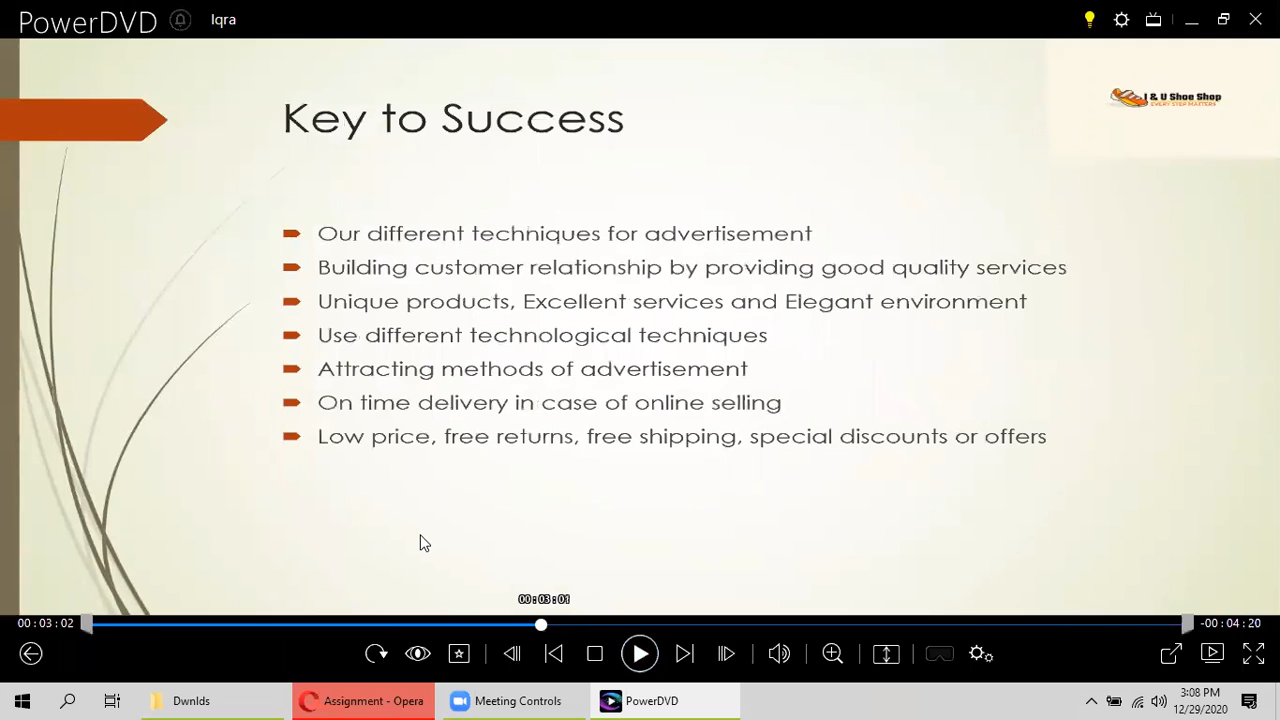 PowerDVD Iqra
I & U Shoe Shop
EVERY STEP MATTERS
Key to Success
Our different techniques for advertisement
Building customer relationship by providing good quality services
Unique products, Excellent services and Elegant environment
Use different technological techniques
Attracting methods of advertisement
On time delivery in case of online selling
Low price, free returns, free shipping, special discounts or offers
00:03:01
00:03:02 -00:04:20
Dwnlds Assignment - Opera Meeting Controls PowerDVD 3:08 PM
12/29/2020